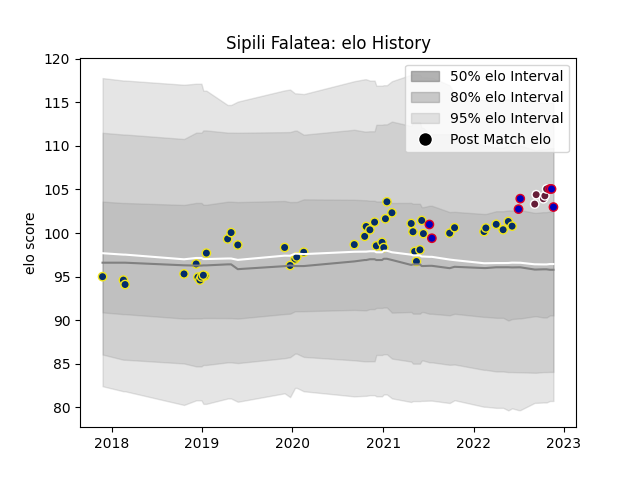 Sipili Falatea: elo History
50% elo Interval
80% elo Interval
95% elo Interval
Post Match elo
elo score
120
115
110
105
100
95
90
85
80
2018 2019 2020 2021 2022 2023